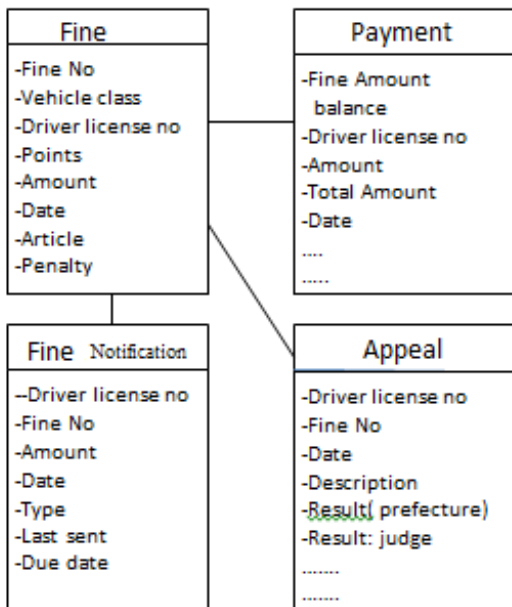 Fine
-Fine No
-Vehicle class
-Driver license no
-Points
-Amount
-Date
-Article
-Penalty
Payment
-Fine Amount
balance
-Driver license no
-Amount
-Total Amount
-Date
....
.....
Fine Notification
--Driver license no
-Fine No
-Amount
-Date
-Type
-Last sent
-Due date
Appeal
-Driver license no
-Fine No
-Date
-Description
-Result( prefecture)
-Result: judge
.......
.......